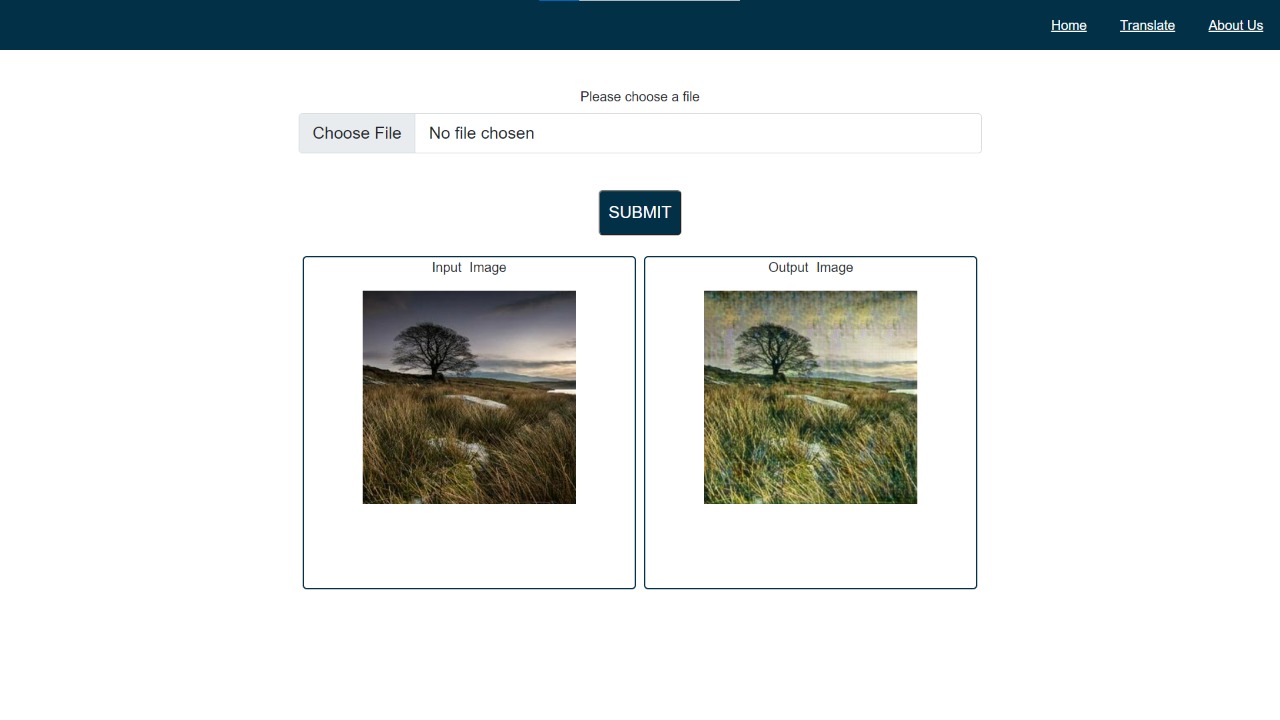 Home Translate About Us
Please choose a file
Choose File No file chosen
SUBMIT
Input Image
Output Image